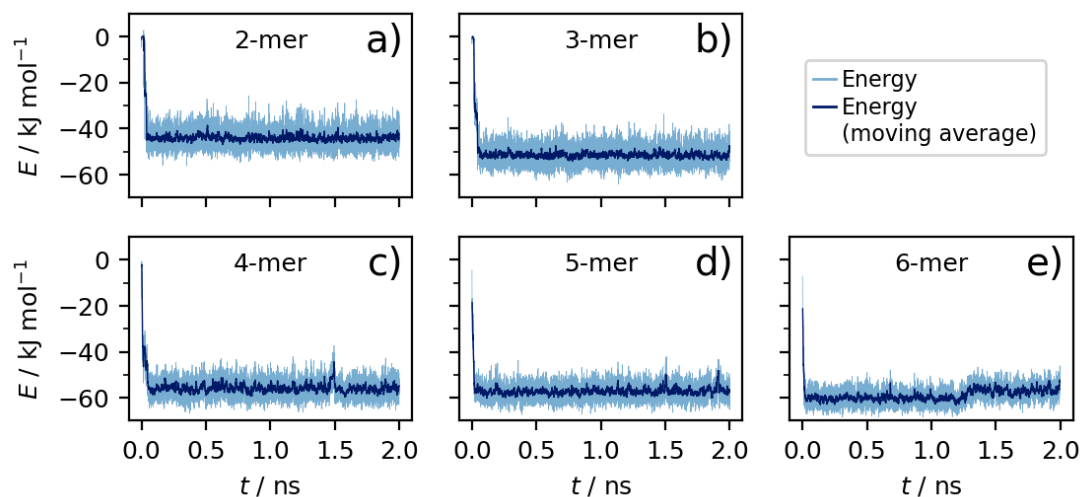 2-mer a)
3-mer b)
Energy
Energy
(moving average)
E / kJ mol⁻¹
0
−20
−40
−60
4-mer c)
5-mer d)
6-mer e)
E / kJ mol⁻¹
0
−20
−40
−60
0.0 0.5 1.0 1.5 2.0
0.0 0.5 1.0 1.5 2.0
0.0 0.5 1.0 1.5 2.0
t / ns
t / ns
t / ns